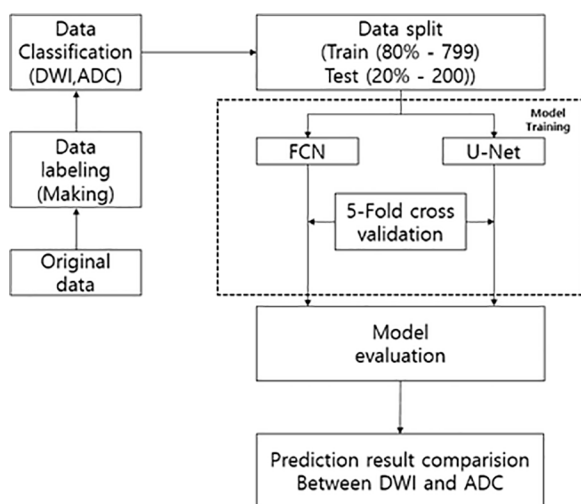 Data
Classification
(DWI,ADC)
Data split
(Train (80% - 799)
Test (20% - 200))
Data
labeling
(Making)
Original
data
Model
Training
FCN
U-Net
5-Fold cross
validation
Model
evaluation
Prediction result comparision
Between DWI and ADC